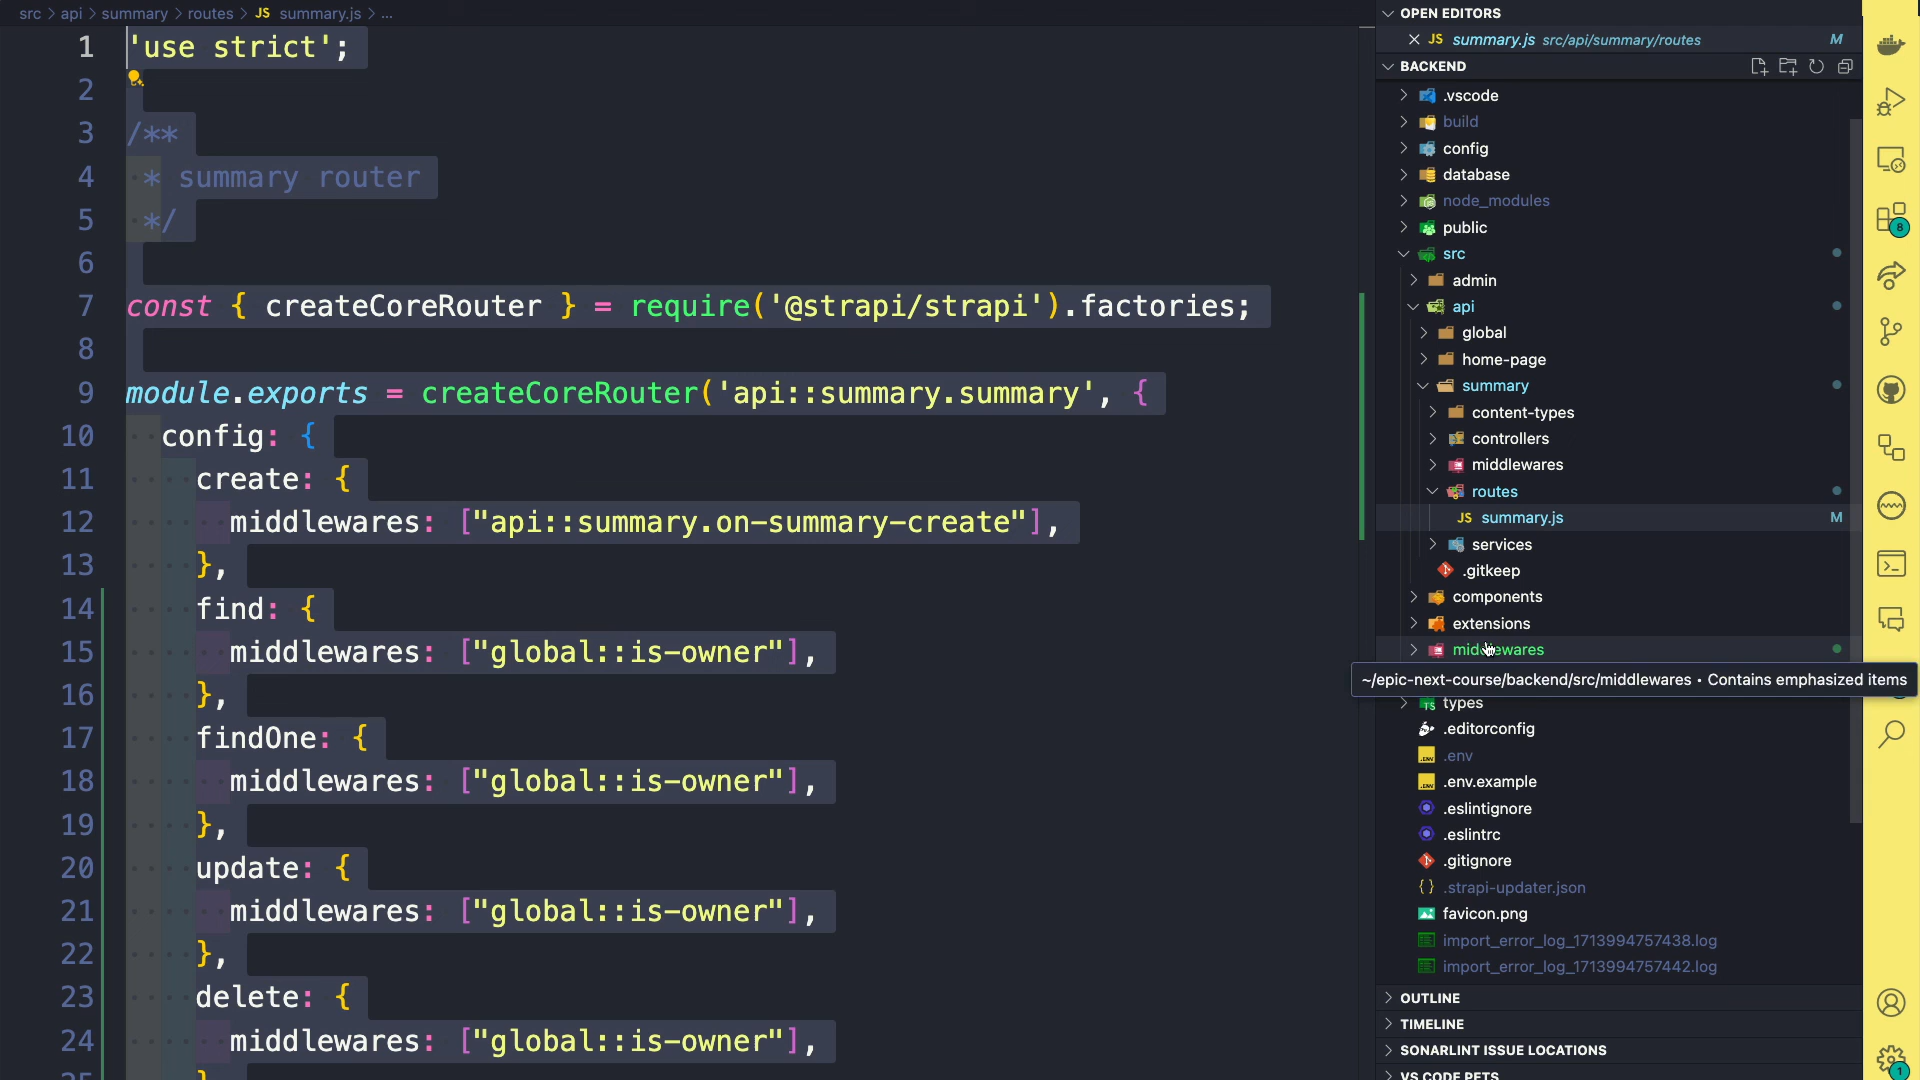 src > api > summary > routes > JS summary.js > ...
1 'use strict';
2
3 /**
4 * summary router
5 */
6
7 const { createCoreRouter } = require('@strapi/strapi').factories;
8
9 module.exports = createCoreRouter('api::summary.summary', {
10 config: {
11 create: {
12 middlewares: ["api::summary.on-summary-create"],
13 },
14 find: {
15 middlewares: ["global::is-owner"],
16 },
17 findOne: {
18 middlewares: ["global::is-owner"],
19 },
20 update: {
21 middlewares: ["global::is-owner"],
22 },
23 delete: {
24 middlewares: ["global::is-owner"],
OPEN EDITORS
JS summary.js src/api/summary/routes M
BACKEND
.vscode
build
config
database
node_modules
public
src
admin
api
global
home-page
summary
content-types
controllers
middlewares
routes
JS summary.js M
services
.gitkeep
components
extensions
middlewares
~/epic-next-course/backend/src/middlewares • Contains emphasized items
types
.editorconfig
.env
.env.example
.eslintignore
.eslintrc
.gitignore
{} .strapi-updater.json
favicon.png
import_error_log_1713994757438.log
import_error_log_1713994757442.log
OUTLINE
TIMELINE
SONARLINT ISSUE LOCATIONS
VS CODE PETS
8
1